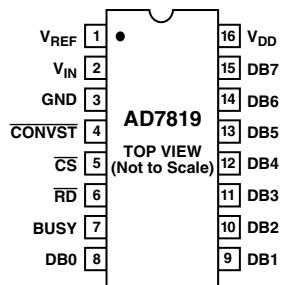 VREF 1 16 VDD
VIN 2 15 DB7
GND 3 14 DB6
CONVST 4 13 DB5
CS 5 12 DB4
RD 6 11 DB3
BUSY 7 10 DB2
DB0 8 9 DB1
AD7819
TOP VIEW
(Not to Scale)